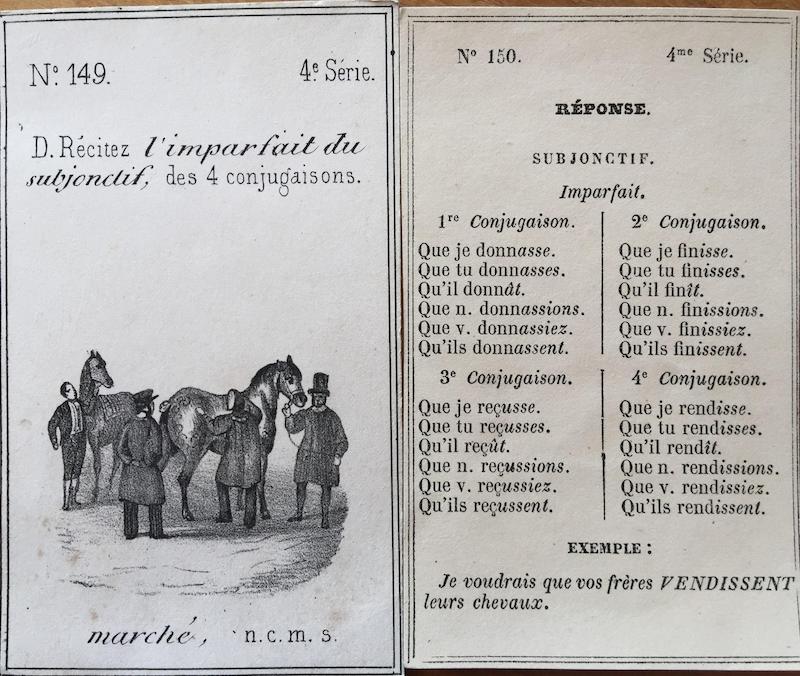 N° 149. 4e Série.
D. Récitez l'imparfait du
subjonctif, des 4 conjugaisons.
marché, n.c.m.s.
N° 150. 4me Série.
RÉPONSE.
SUBJONCTIF.
Imparfait.
1re Conjugaison.
Que je donnasse.
Que tu donnasses.
Qu'il donnât.
Que n. donnassions.
Que v. donnassiez.
Qu'ils donnassent.
2e Conjugaison.
Que je finisse.
Que tu finisses.
Qu'il finît.
Que n. finissions.
Que v. finissiez.
Qu'ils finissent.
3e Conjugaison.
Que je reçusse.
Que tu reçusses.
Qu'il reçût.
Que n. reçussions.
Que v. reçussiez.
Qu'ils reçussent.
4e Conjugaison.
Que je rendisse.
Que tu rendisses.
Qu'il rendît.
Que n. rendissions.
Que v. rendissiez.
Qu'ils rendissent.
EXEMPLE :
Je voudrais que vos frères VENDISSENT
leurs chevaux.